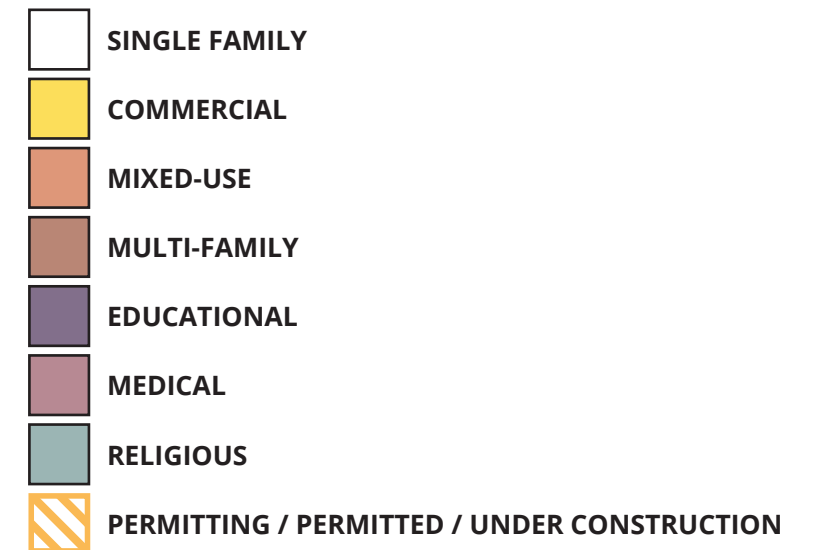 SINGLE FAMILY
COMMERCIAL
MIXED-USE
MULTI-FAMILY
EDUCATIONAL
MEDICAL
RELIGIOUS
PERMITTING / PERMITTED / UNDER CONSTRUCTION